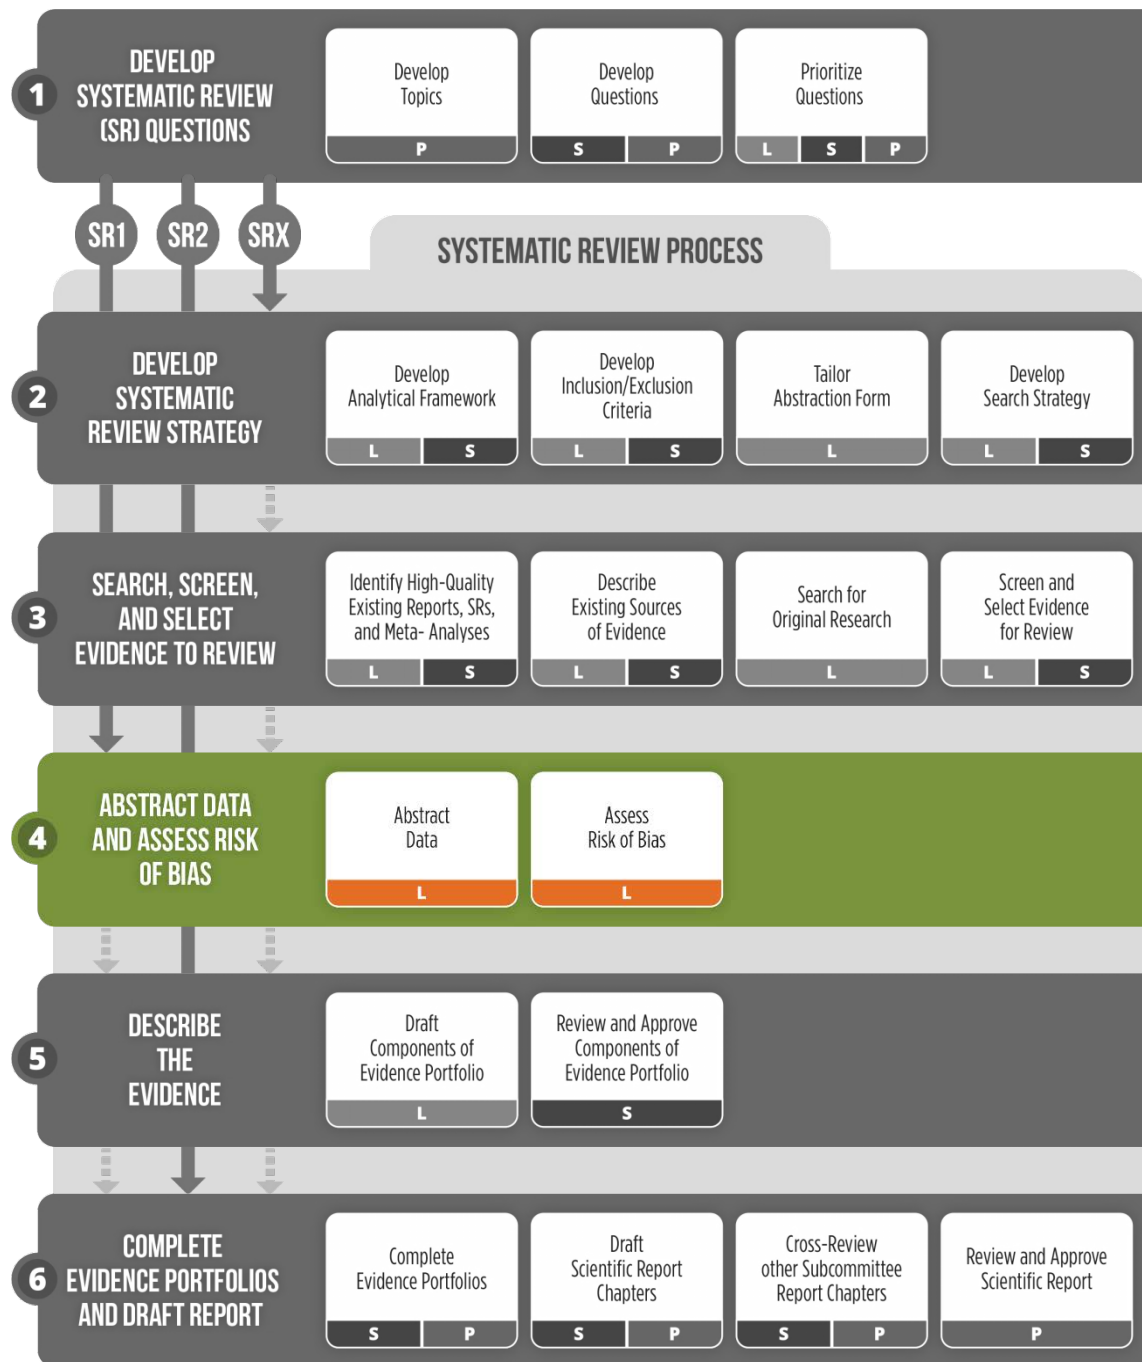 1
DEVELOP
SYSTEMATIC REVIEW
(SR) QUESTIONS
Develop
Topics
P
Develop
Questions
S P
Prioritize
Questions
L S P
SR1 SR2 SRX
SYSTEMATIC REVIEW PROCESS
2
DEVELOP
SYSTEMATIC
REVIEW STRATEGY
Develop
Analytical Framework
L S
Develop
Inclusion/Exclusion
Criteria
L S
Tailor
Abstraction Form
L
Develop
Search Strategy
L S
3
SEARCH, SCREEN,
AND SELECT
EVIDENCE TO REVIEW
Identify High-Quality
Existing Reports, SRs,
and Meta- Analyses
L S
Describe
Existing Sources
of Evidence
L S
Search for
Original Research
L
Screen and
Select Evidence
for Review
L S
4
ABSTRACT DATA
AND ASSESS RISK
OF BIAS
Abstract
Data
L
Assess
Risk of Bias
L
5
DESCRIBE
THE
EVIDENCE
Draft
Components of
Evidence Portfolio
L
Review and Approve
Components of
Evidence Portfolio
S
6
COMPLETE
EVIDENCE PORTFOLIOS
AND DRAFT REPORT
Complete
Evidence Portfolios
S P
Draft
Scientific Report
Chapters
S P
Cross-Review
other Subcommittee
Report Chapters
S P
Review and Approve
Scientific Report
P